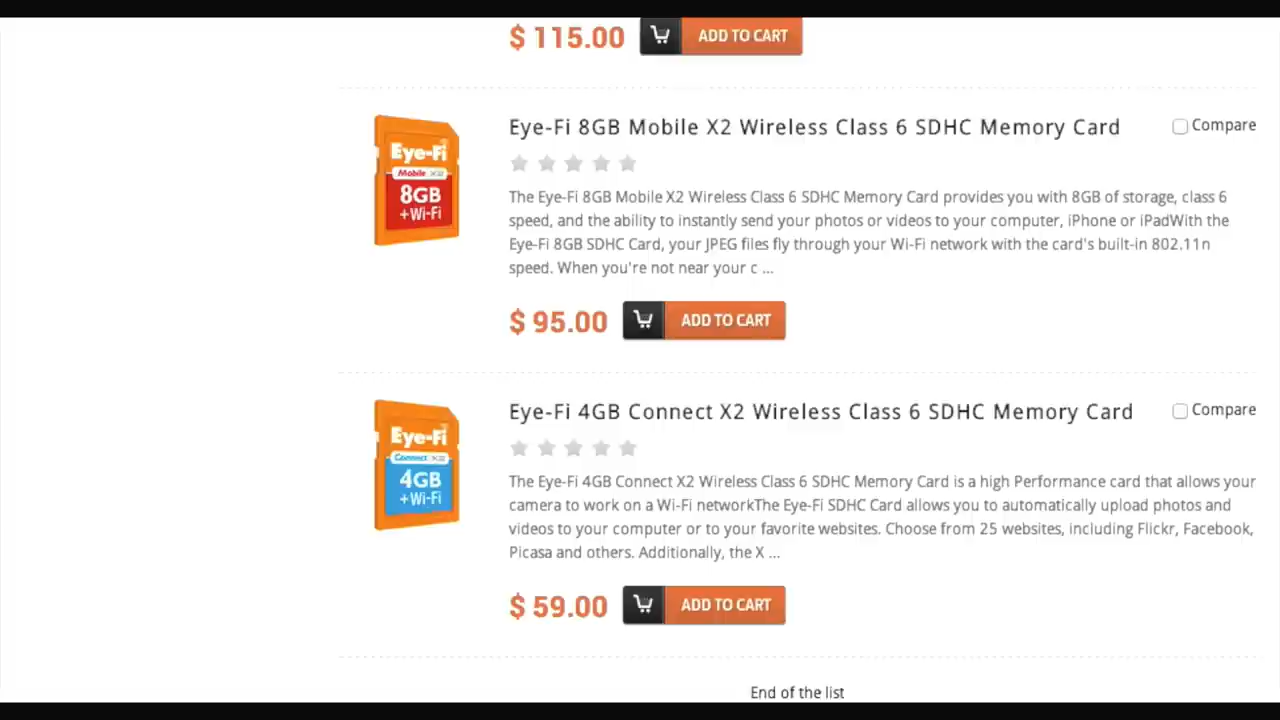 $ 115.00 ADD TO CART
Eye-Fi 8GB Mobile X2 Wireless Class 6 SDHC Memory Card
Compare
Eye-Fi
Mobile X2
8GB
+Wi-Fi
The Eye-Fi 8GB Mobile X2 Wireless Class 6 SDHC Memory Card provides you with 8GB of storage, class 6
speed, and the ability to instantly send your photos or videos to your computer, iPhone or iPadWith the
Eye-Fi 8GB SDHC Card, your JPEG files fly through your Wi-Fi network with the card's built-in 802.11n
speed. When you're not near your c ...
$ 95.00 ADD TO CART
Eye-Fi 4GB Connect X2 Wireless Class 6 SDHC Memory Card
Compare
Eye-Fi
Connect X2
4GB
+Wi-Fi
The Eye-Fi 4GB Connect X2 Wireless Class 6 SDHC Memory Card is a high Performance card that allows your
camera to work on a Wi-Fi networkThe Eye-Fi SDHC Card allows you to automatically upload photos and
videos to your computer or to your favorite websites. Choose from 25 websites, including Flickr, Facebook,
Picasa and others. Additionally, the X ...
$ 59.00 ADD TO CART
End of the list